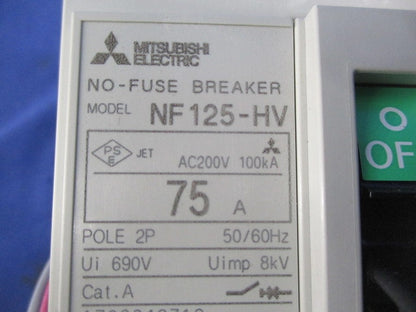 MITSUBISHI
ELECTRIC
NO-FUSE BREAKER
MODEL NF125-HV
PS
E
JET
AC200V 100kA
75 A
POLE 2P 50/60Hz
Ui 690V Uimp 8kV
Cat.A
O
OF